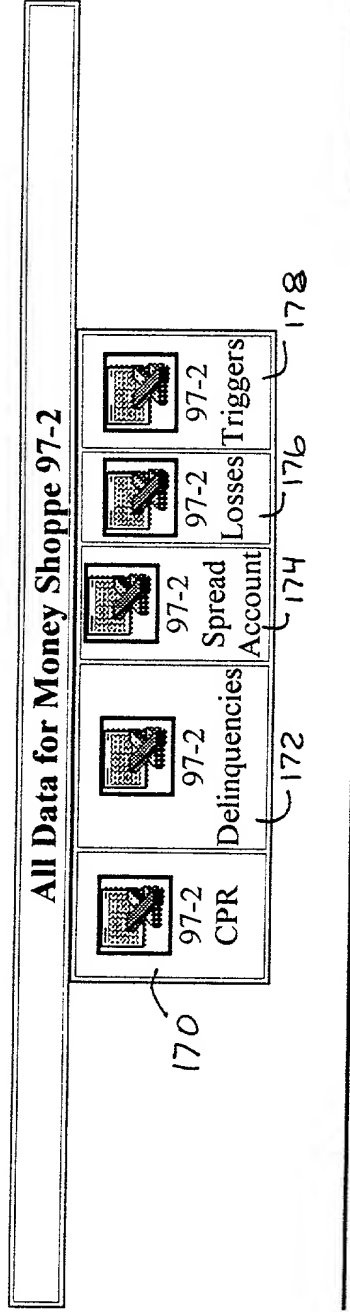 All Data for Money Shoppe 97-2
97-2
CPR
97-2
Delinquencies
97-2
Spread
Account
97-2
Losses
97-2
Triggers
170
172
174
176
178